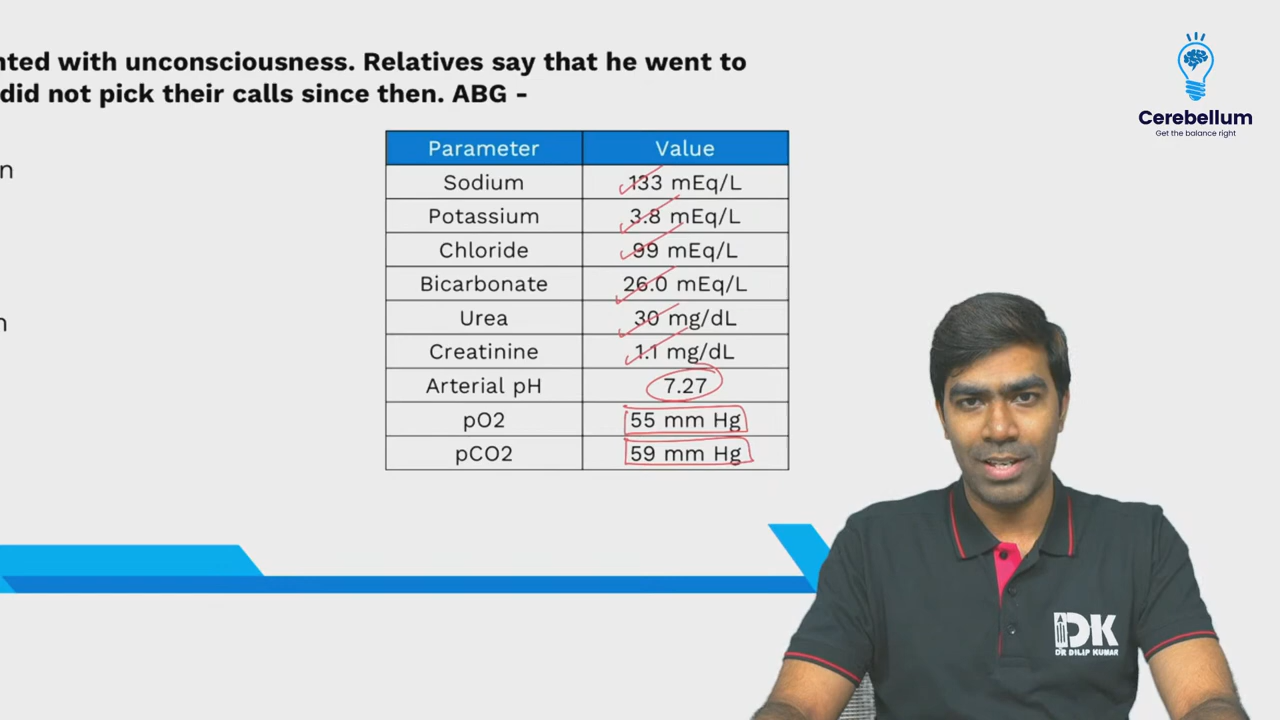 nted with unconsciousness. Relatives say that he went to
did not pick their calls since then. ABG -
n
n
Parameter Value
Sodium 133 mEq/L
Potassium 3.8 mEq/L
Chloride 99 mEq/L
Bicarbonate 26.0 mEq/L
Urea 30 mg/dL
Creatinine 1.1 mg/dL
Arterial pH 7.27
pO2 55 mm Hg
pCO2 59 mm Hg
Cerebellum
Get the balance right
DK
DR DILIP KUMAR